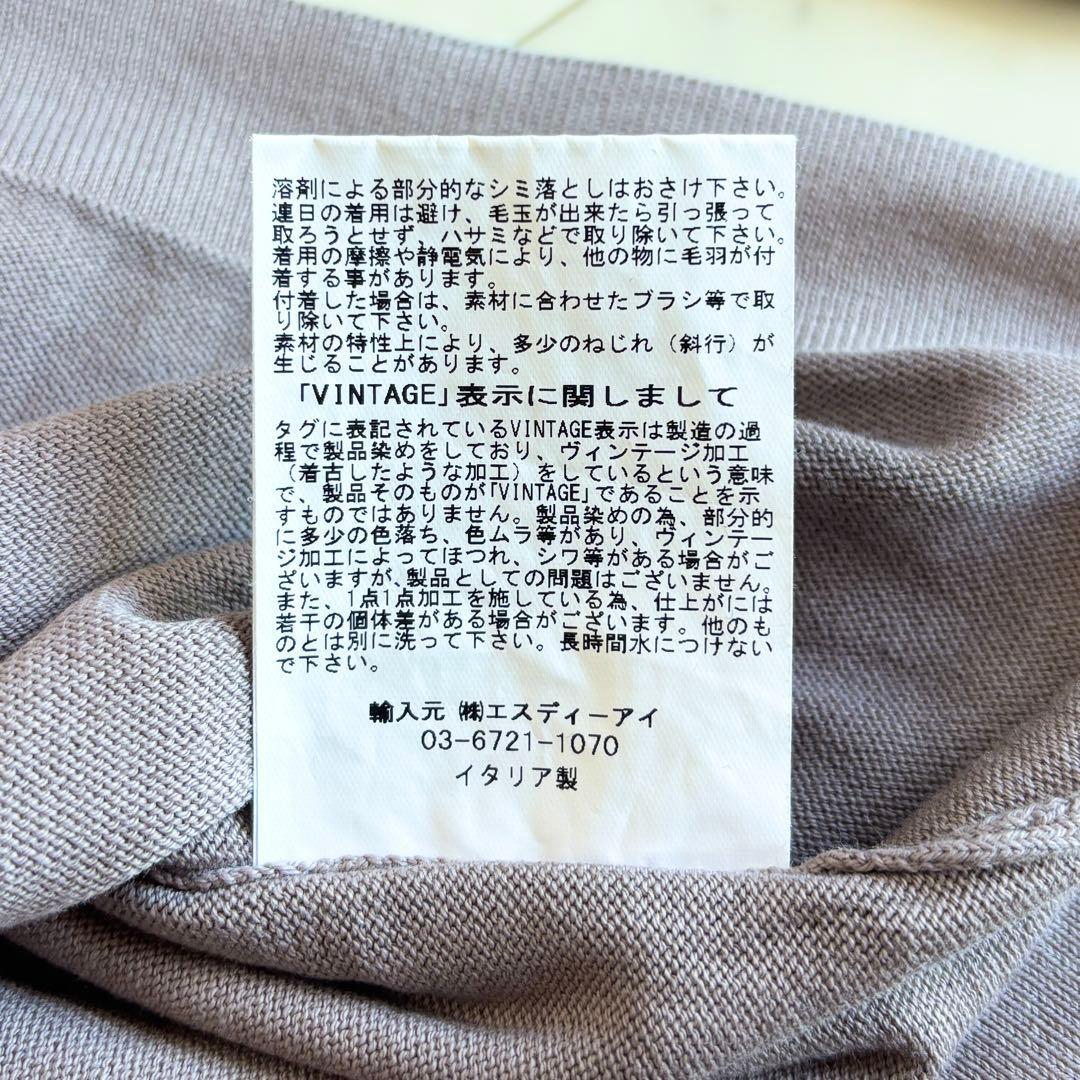 溶剤による部分的なシミ落としはおさけ下さい。
連日の着用は避け、毛玉が出来たら引っ張って
取ろうとせず、ハサミなどで取り除いて下さい。
着用の摩擦や静電気により、他の物に毛羽が付
着する事があります。
付着した場合は、素材に合わせたブラシ等で取
り除いて下さい。
素材の特性上により、多少のねじれ（斜行）が
生じることがあります。
「VINTAGE」表示に関しまして
タグに表記されているVINTAGE表示は製造の過
程で製品染めをしており、ヴィンテージ加工
（着古したような加工）をしているという意味
で、製品そのものが「VINTAGE」であることを示
すものではありません。製品染めの為、部分的
に多少の色落ち、色ムラ等があり、ヴィンテー
ジ加工によってほつれ、シワ等がある場合がご
ざいますが、製品としての問題はございません。
また、1点1点加工を施している為、仕上がには
若干の個体差がある場合がございます。他のも
のとは別に洗って下さい。長時間水につけない
で下さい。
輸入元 ㈱エスディーアイ
03-6721-1070
イタリア製